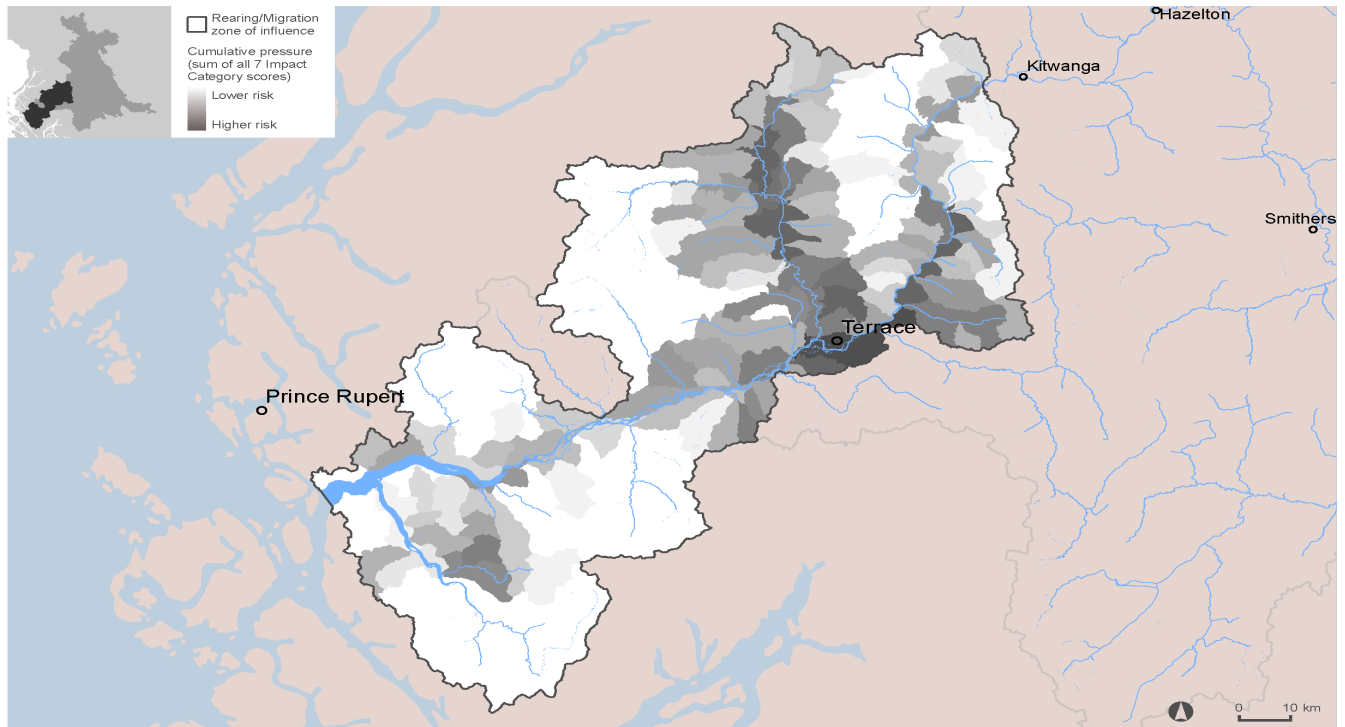 Rearing/Migration
zone of influence
Cumulative pressure
(sum of all 7 Impact
Category scores)
Lower risk
Higher risk
Hazelton
Kitwanga
Smithers
Terrace
Prince Rupert
0 10 km